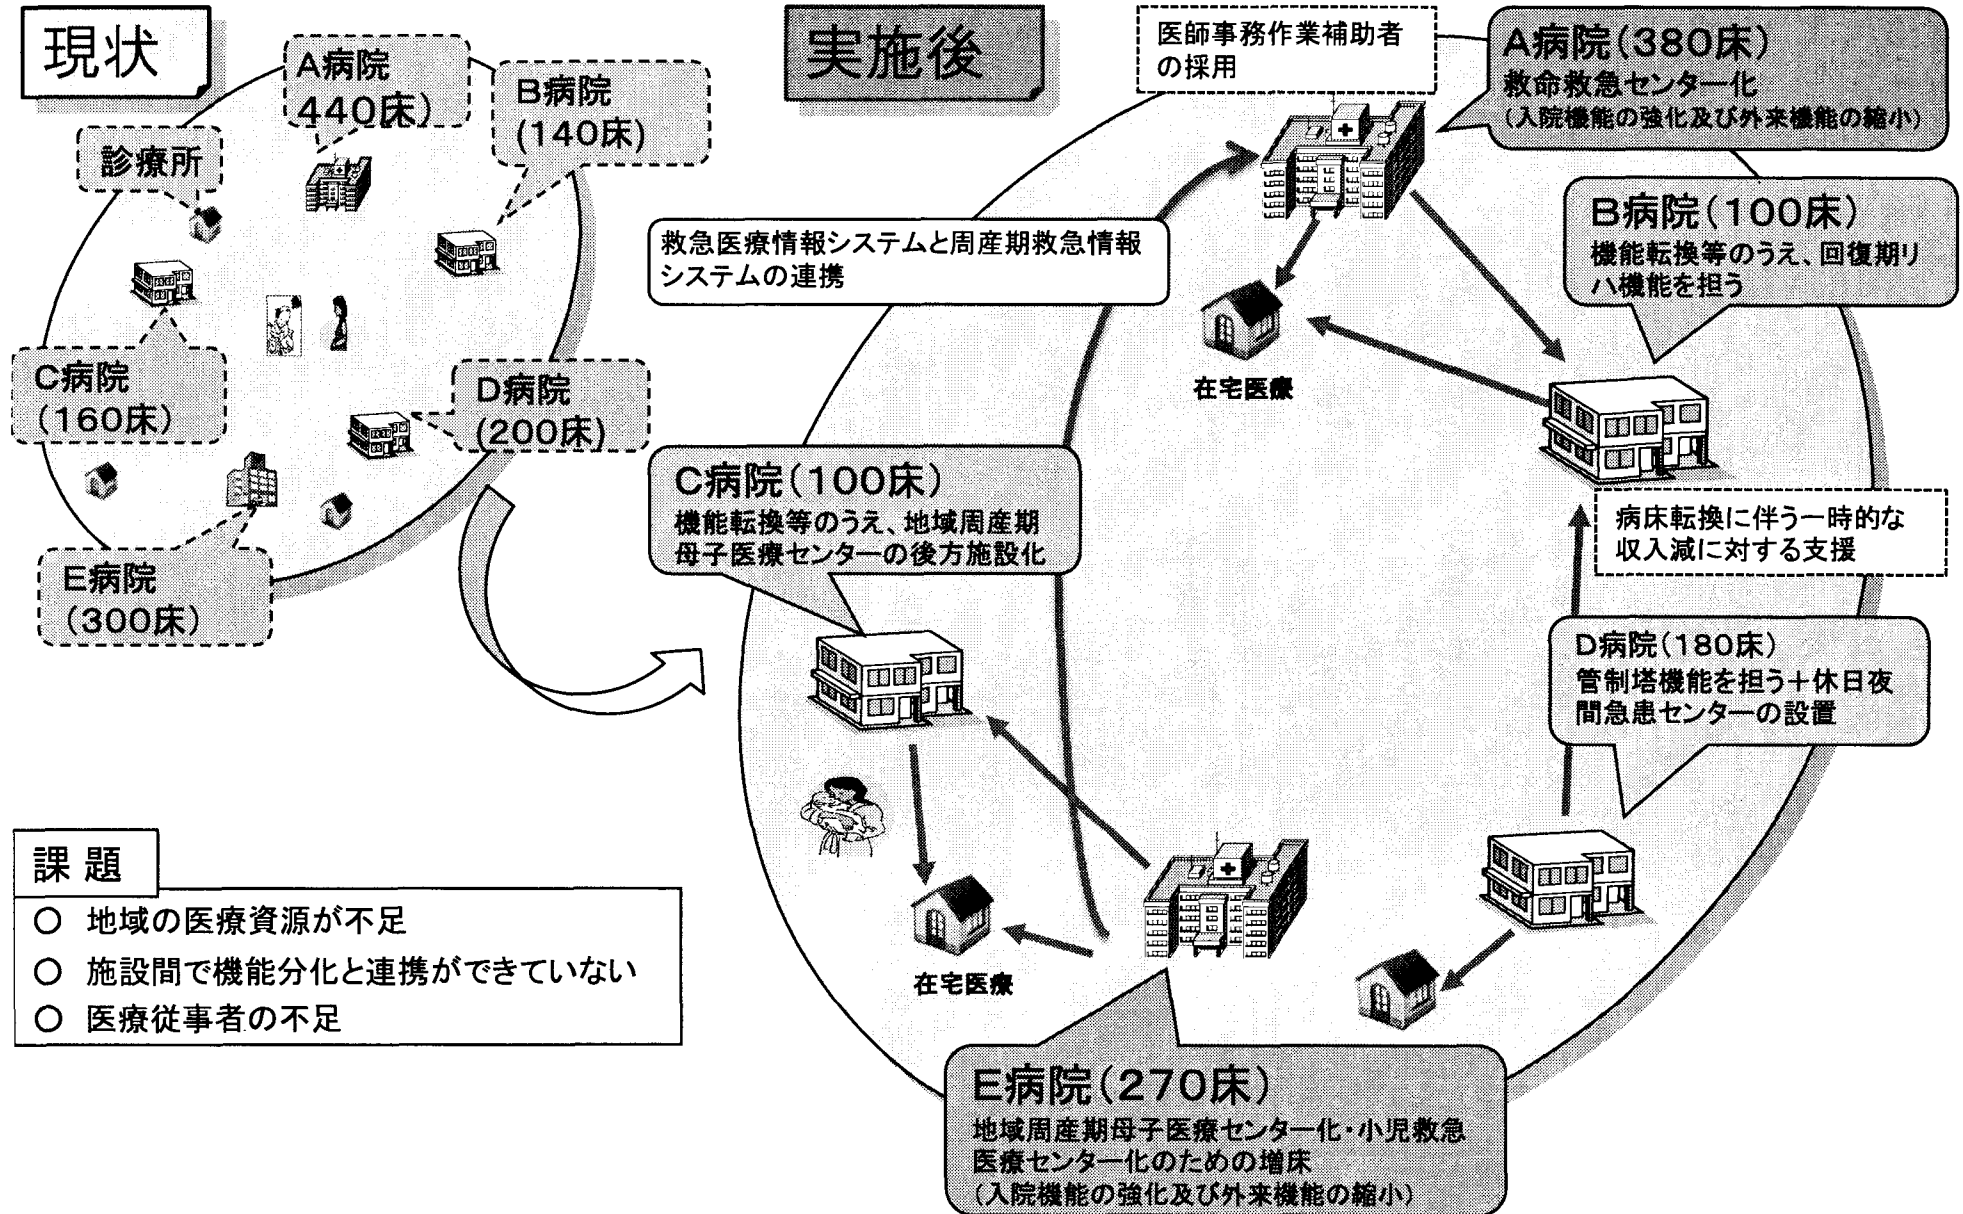 現状
A病院
440床)
B病院
(140床)
診療所
C病院
(160床)
D病院
(200床)
E病院
(300床)
課題
○ 地域の医療資源が不足
○ 施設間で機能分化と連携ができていない
○ 医療従事者の不足
実施後
医師事務作業補助者
の採用
A病院(380床)
救命救急センター化
(入院機能の強化及び外来機能の縮小)
B病院(100床)
機能転換等のうえ、回復期リ
ハ機能を担う
救急医療情報システムと周産期救急情報
システムの連携
在宅医療
C病院(100床)
機能転換等のうえ、地域周産期
母子医療センターの後方施設化
病床転換に伴う一時的な
収入減に対する支援
D病院(180床)
管制塔機能を担う+休日夜
間急患センターの設置
在宅医療
E病院(270床)
地域周産期母子医療センター化・小児救急
医療センター化のための増床
(入院機能の強化及び外来機能の縮小)